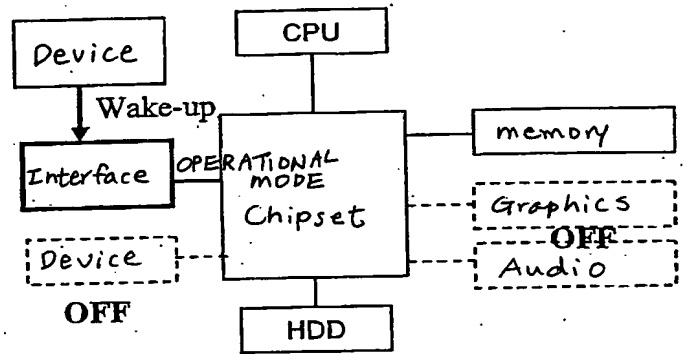 CPU
Device
Wake-up
memory
Interface
OPERATIONAL
MODE
Chipset
Graphics
OFF
Device
Audio
OFF
HDD